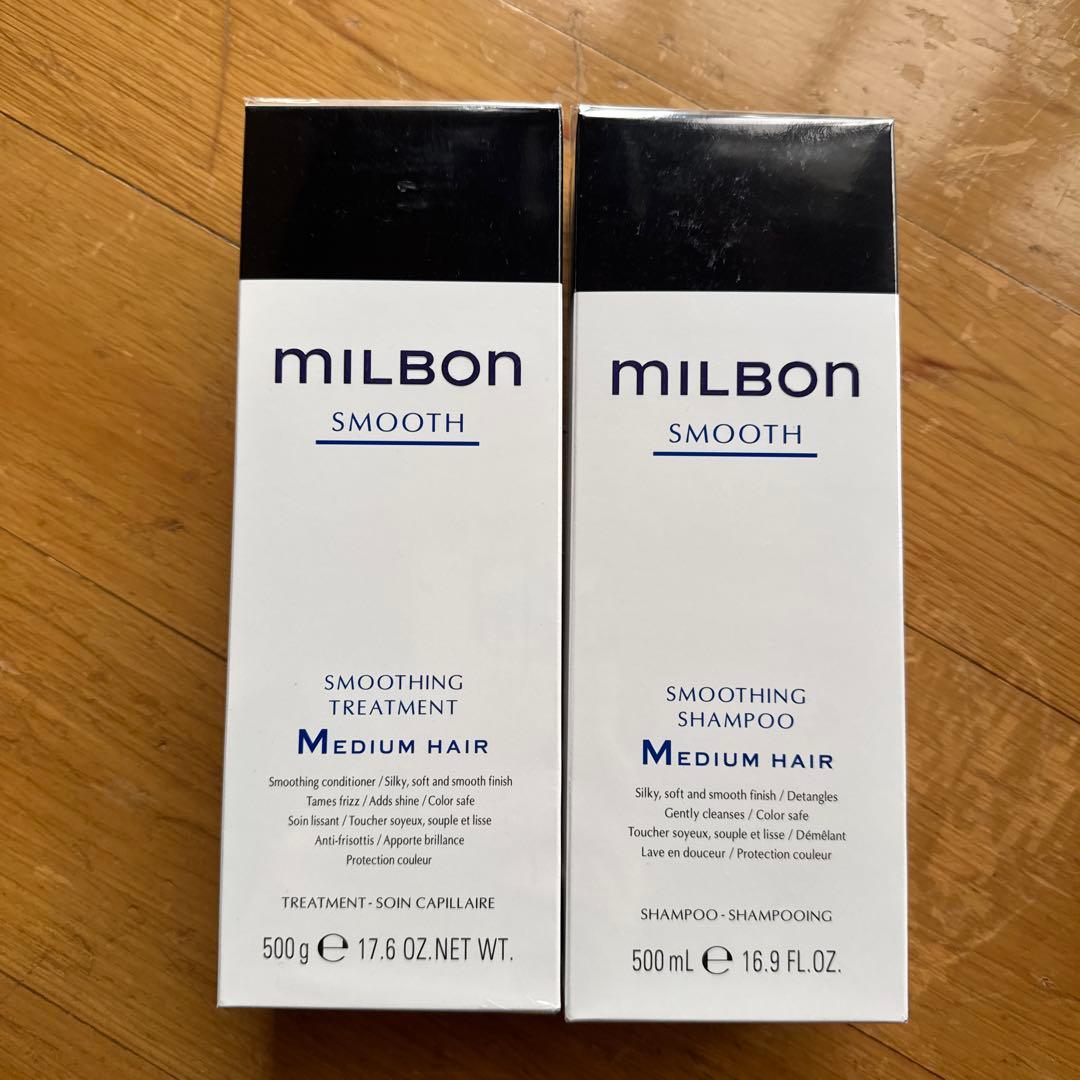 milbon
SMOOTH
SMOOTHING
TREATMENT
MEDIUM HAIR
Smoothing conditioner / Silky, soft and smooth finish
Tames frizz / Adds shine / Color safe
Soin lissant / Toucher soyeux, souple et lisse
Anti-frisottis / Apporte brillance
Protection couleur
TREATMENT - SOIN CAPILLAIRE
500 g ℮ 17.6 OZ. NET WT.
milbon
SMOOTH
SMOOTHING
SHAMPOO
MEDIUM HAIR
Silky, soft and smooth finish / Detangles
Gently cleanses / Color safe
Toucher soyeux, souple et lisse / Démêlant
Lave en douceur / Protection couleur
SHAMPOO - SHAMPOOING
500 mL ℮ 16.9 FL.OZ.